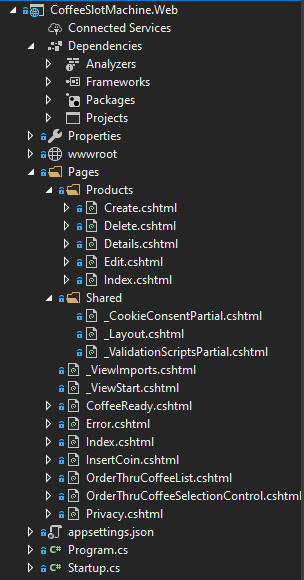 CoffeeSlotMachine.Web
Connected Services
Dependencies
Analyzers
Frameworks
Packages
Projects
Properties
wwwroot
Pages
Products
Create.cshtml
Delete.cshtml
Details.cshtml
Edit.cshtml
Index.cshtml
Shared
_CookieConsentPartial.cshtml
_Layout.cshtml
_ValidationScriptsPartial.cshtml
_ViewImports.cshtml
_ViewStart.cshtml
CoffeeReady.cshtml
Error.cshtml
Index.cshtml
InsertCoin.cshtml
OrderThruCoffeeList.cshtml
OrderThruCoffeeSelectionControl.cshtml
Privacy.cshtml
appsettings.json
C# Program.cs
C# Startup.cs